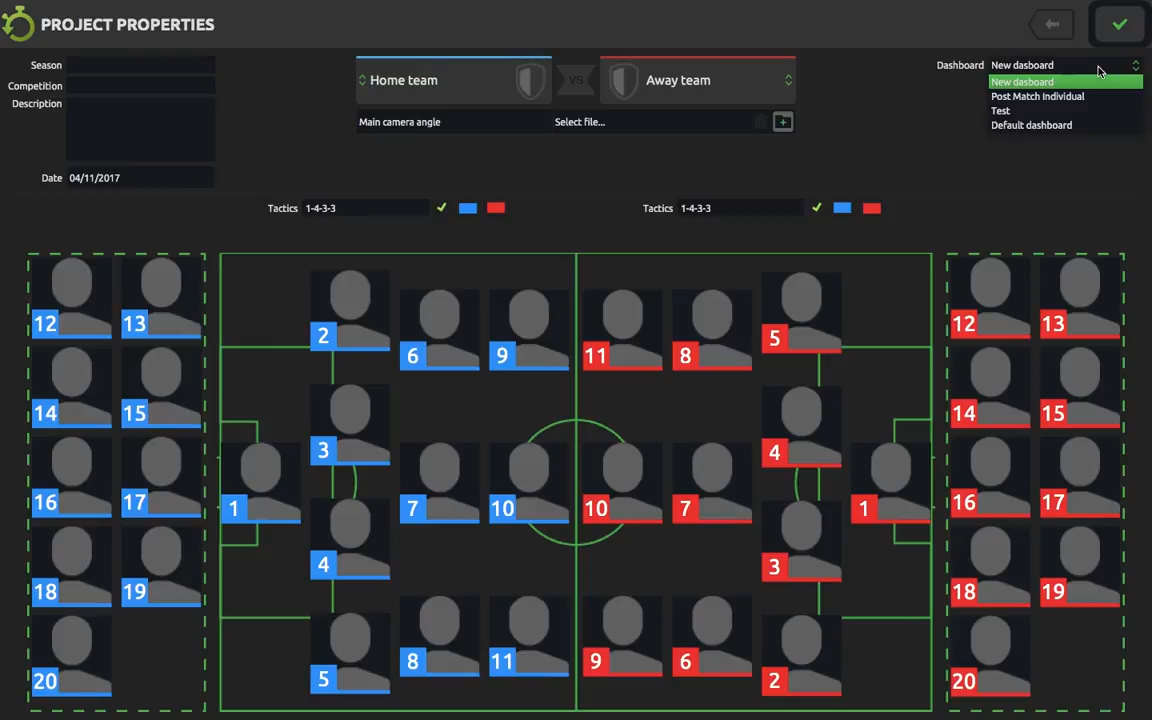 PROJECT PROPERTIES
Season
Competition
Description
Date 04/11/2017
Home team
VS
Away team
Main camera angle Select file...
Dashboard New dasboard
New dasboard
Post Match Individual
Test
Default dashboard
Tactics 1-4-3-3
Tactics 1-4-3-3
12 13
14 15
16 17
18 19
20
1
2
3
4
5
6
7
8
9
10
11
11
10
9
8
7
6
5
4
3
2
1
12 13
14 15
16 17
18 19
20